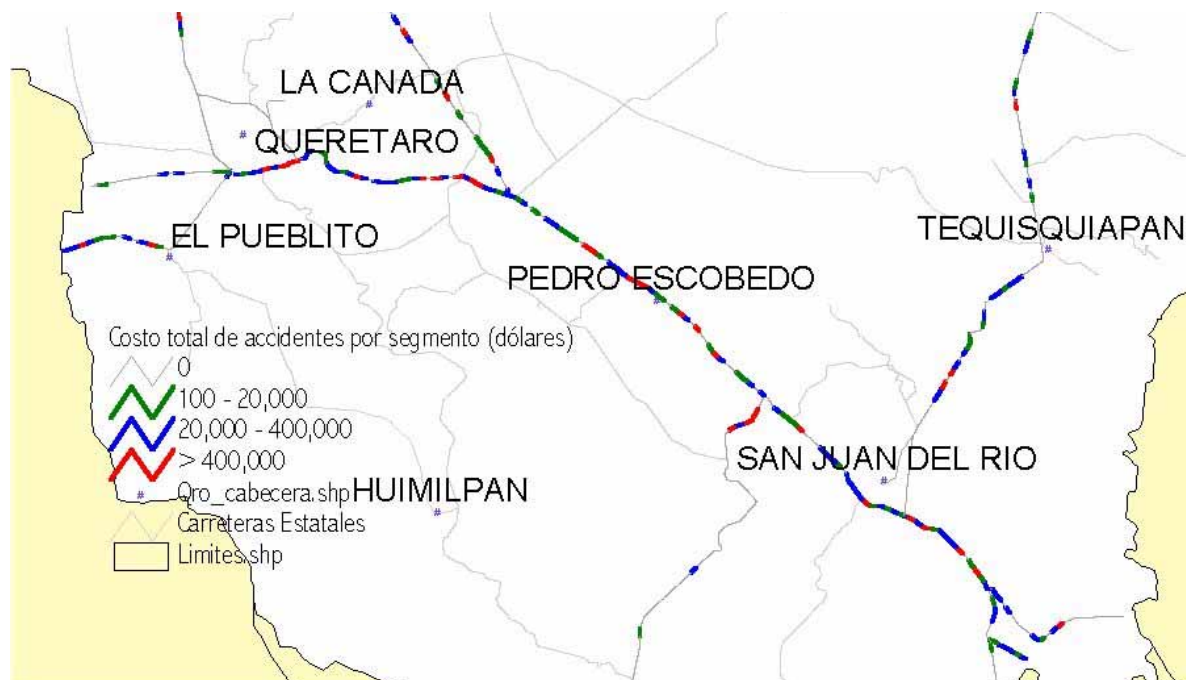 LA CANADA
QUERETARO
TEQUISQUIAPAN
EL PUEBLITO
PEDRO ESCOBEDO
Costo total de accidentes por segmento (dólares)
0
100 - 20,000
20,000 - 400,000
> 400,000
Qro_cabecera.shp
Carreteras Estatales
Limites.shp
SAN JUAN DEL RIO
HUIMILPAN